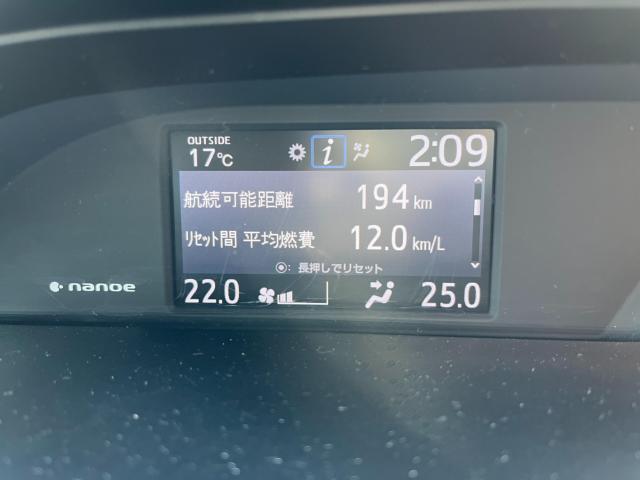 OUTSIDE
17℃ i 2:09
航続可能距離 194 km
ﾘｾｯﾄ間 平均燃費 12.0 km/L
◉: 長押しでリセット
22.0 25.0
nanoe